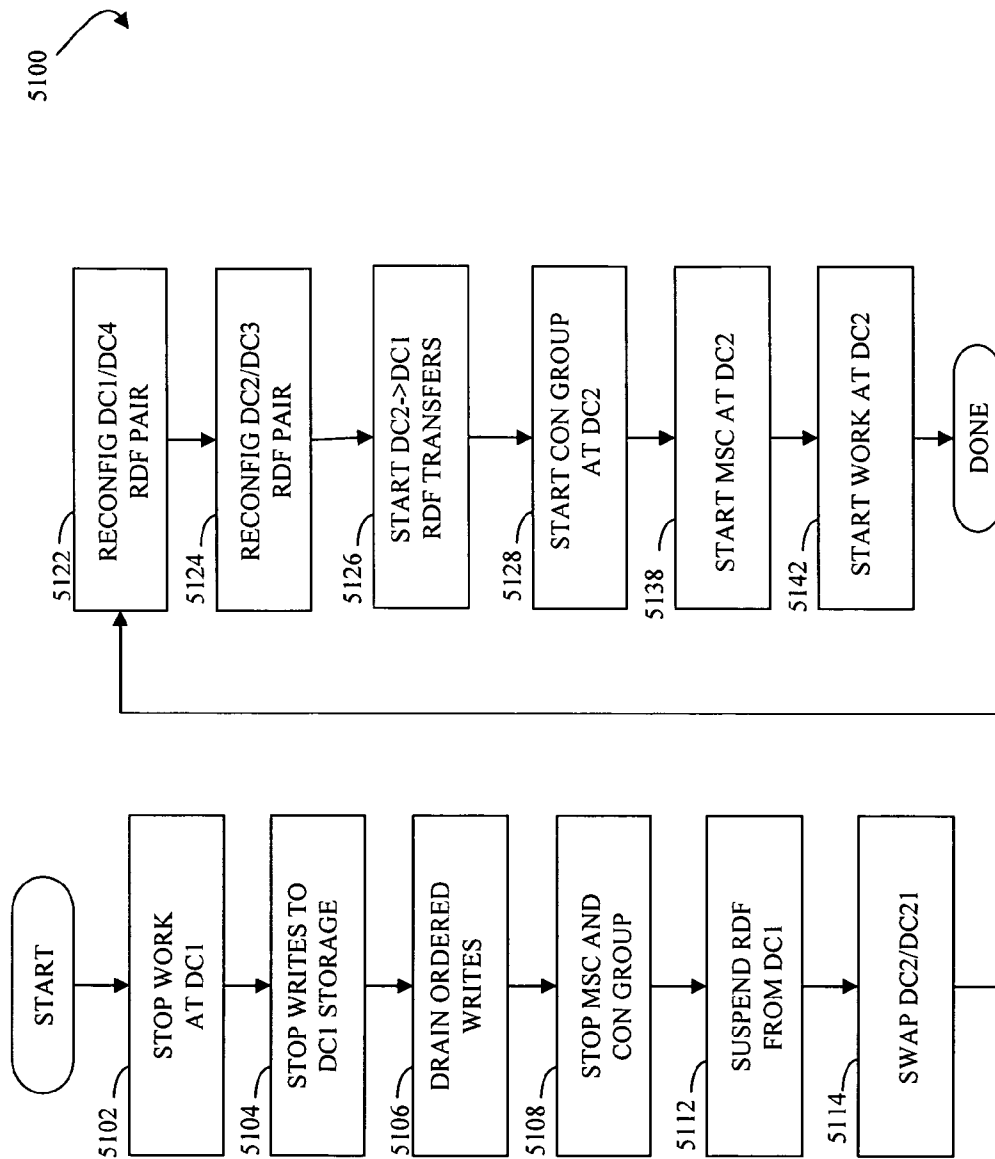 5100
START
5102
STOP WORK
AT DC1
5104
STOP WRITES TO
DC1 STORAGE
5106
DRAIN ORDERED
WRITES
5108
STOP MSC AND
CON GROUP
5112
SUSPEND RDF
FROM DC1
5114
SWAP DC2/DC21
5122
RECONFIG DC1/DC4
RDF PAIR
5124
RECONFIG DC2/DC3
RDF PAIR
5126
START DC2->DC1
RDF TRANSFERS
5128
START CON GROUP
AT DC2
5138
START MSC AT DC2
5142
START WORK AT DC2
DONE